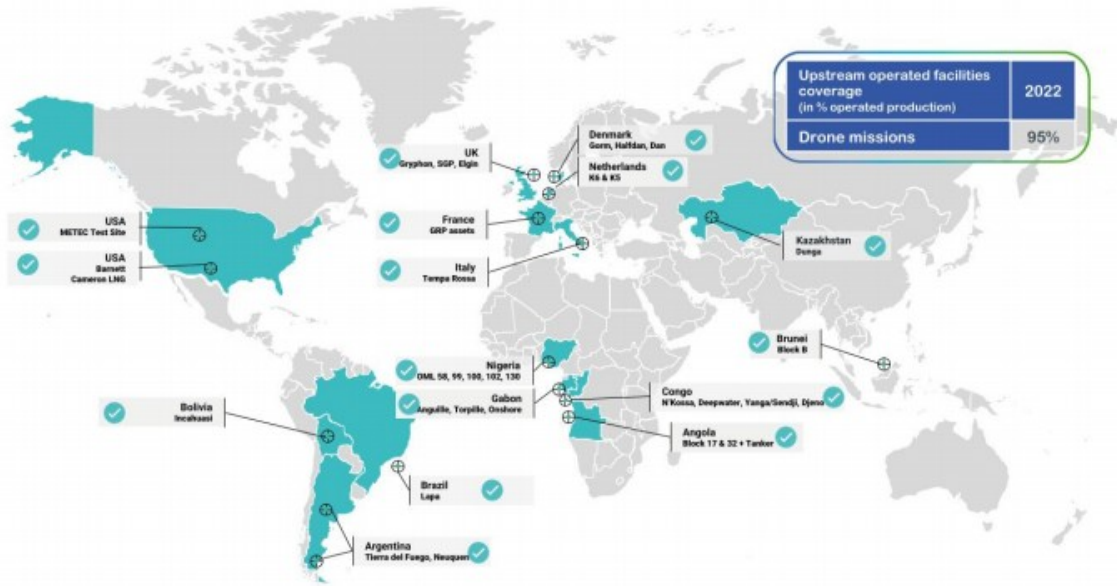 Upstream operated facilities
coverage
(in % operated production)
2022
Drone missions
95%
Denmark
Gorm, Halfdan, Dan
UK
Gryphon, SGP, Elgin
Netherlands
K6 & K5
USA
METEC Test Site
France
GRP assets
Kazakhstan
Dunga
USA
Barnett
Cameron LNG
Italy
Tempa Rossa
Brunei
Block B
Nigeria
OML 58, 99, 100, 102, 130
Gabon
Anguille, Torpille, Onshore
Congo
N'Kossa, Deepwater, Yanga/Sendji, Djeno
Bolivia
Incahuasi
Angola
Block 17 & 32 + Tanker
Brazil
Lapa
Argentina
Tierra del Fuego, Neuquen